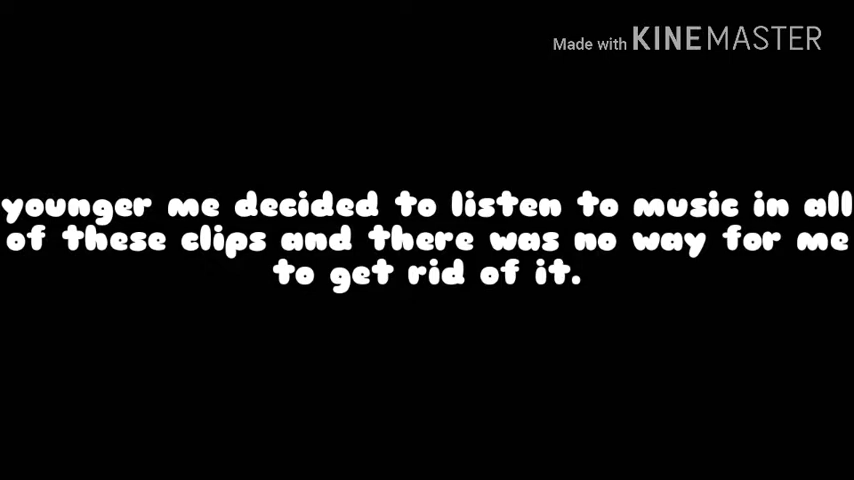 Made with KINEMASTER
younger me decided to listen to music in all
of these clips and there was no way for me
to get rid of it.